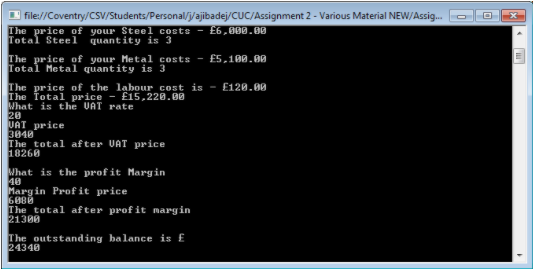 file://Coventry/CSV/Students/Personal/j/ajibadej/CUC/Assignment 2 - Various Material NEW/Assig...
The price of your Steel costs - £6,000.00
Total Steel  quantity is 3
The price of your Metal costs - £5,100.00
Total Metal quantity is 3
The price of the labour cost is - £120.00
The Total price - £15,220.00
What is the VAT rate
20
VAT price
3040
The total after VAT price
18260
What is the profit Margin
40
Margin Profit price
6080
The total after profit margin
21300
The outstanding balance is £
24340